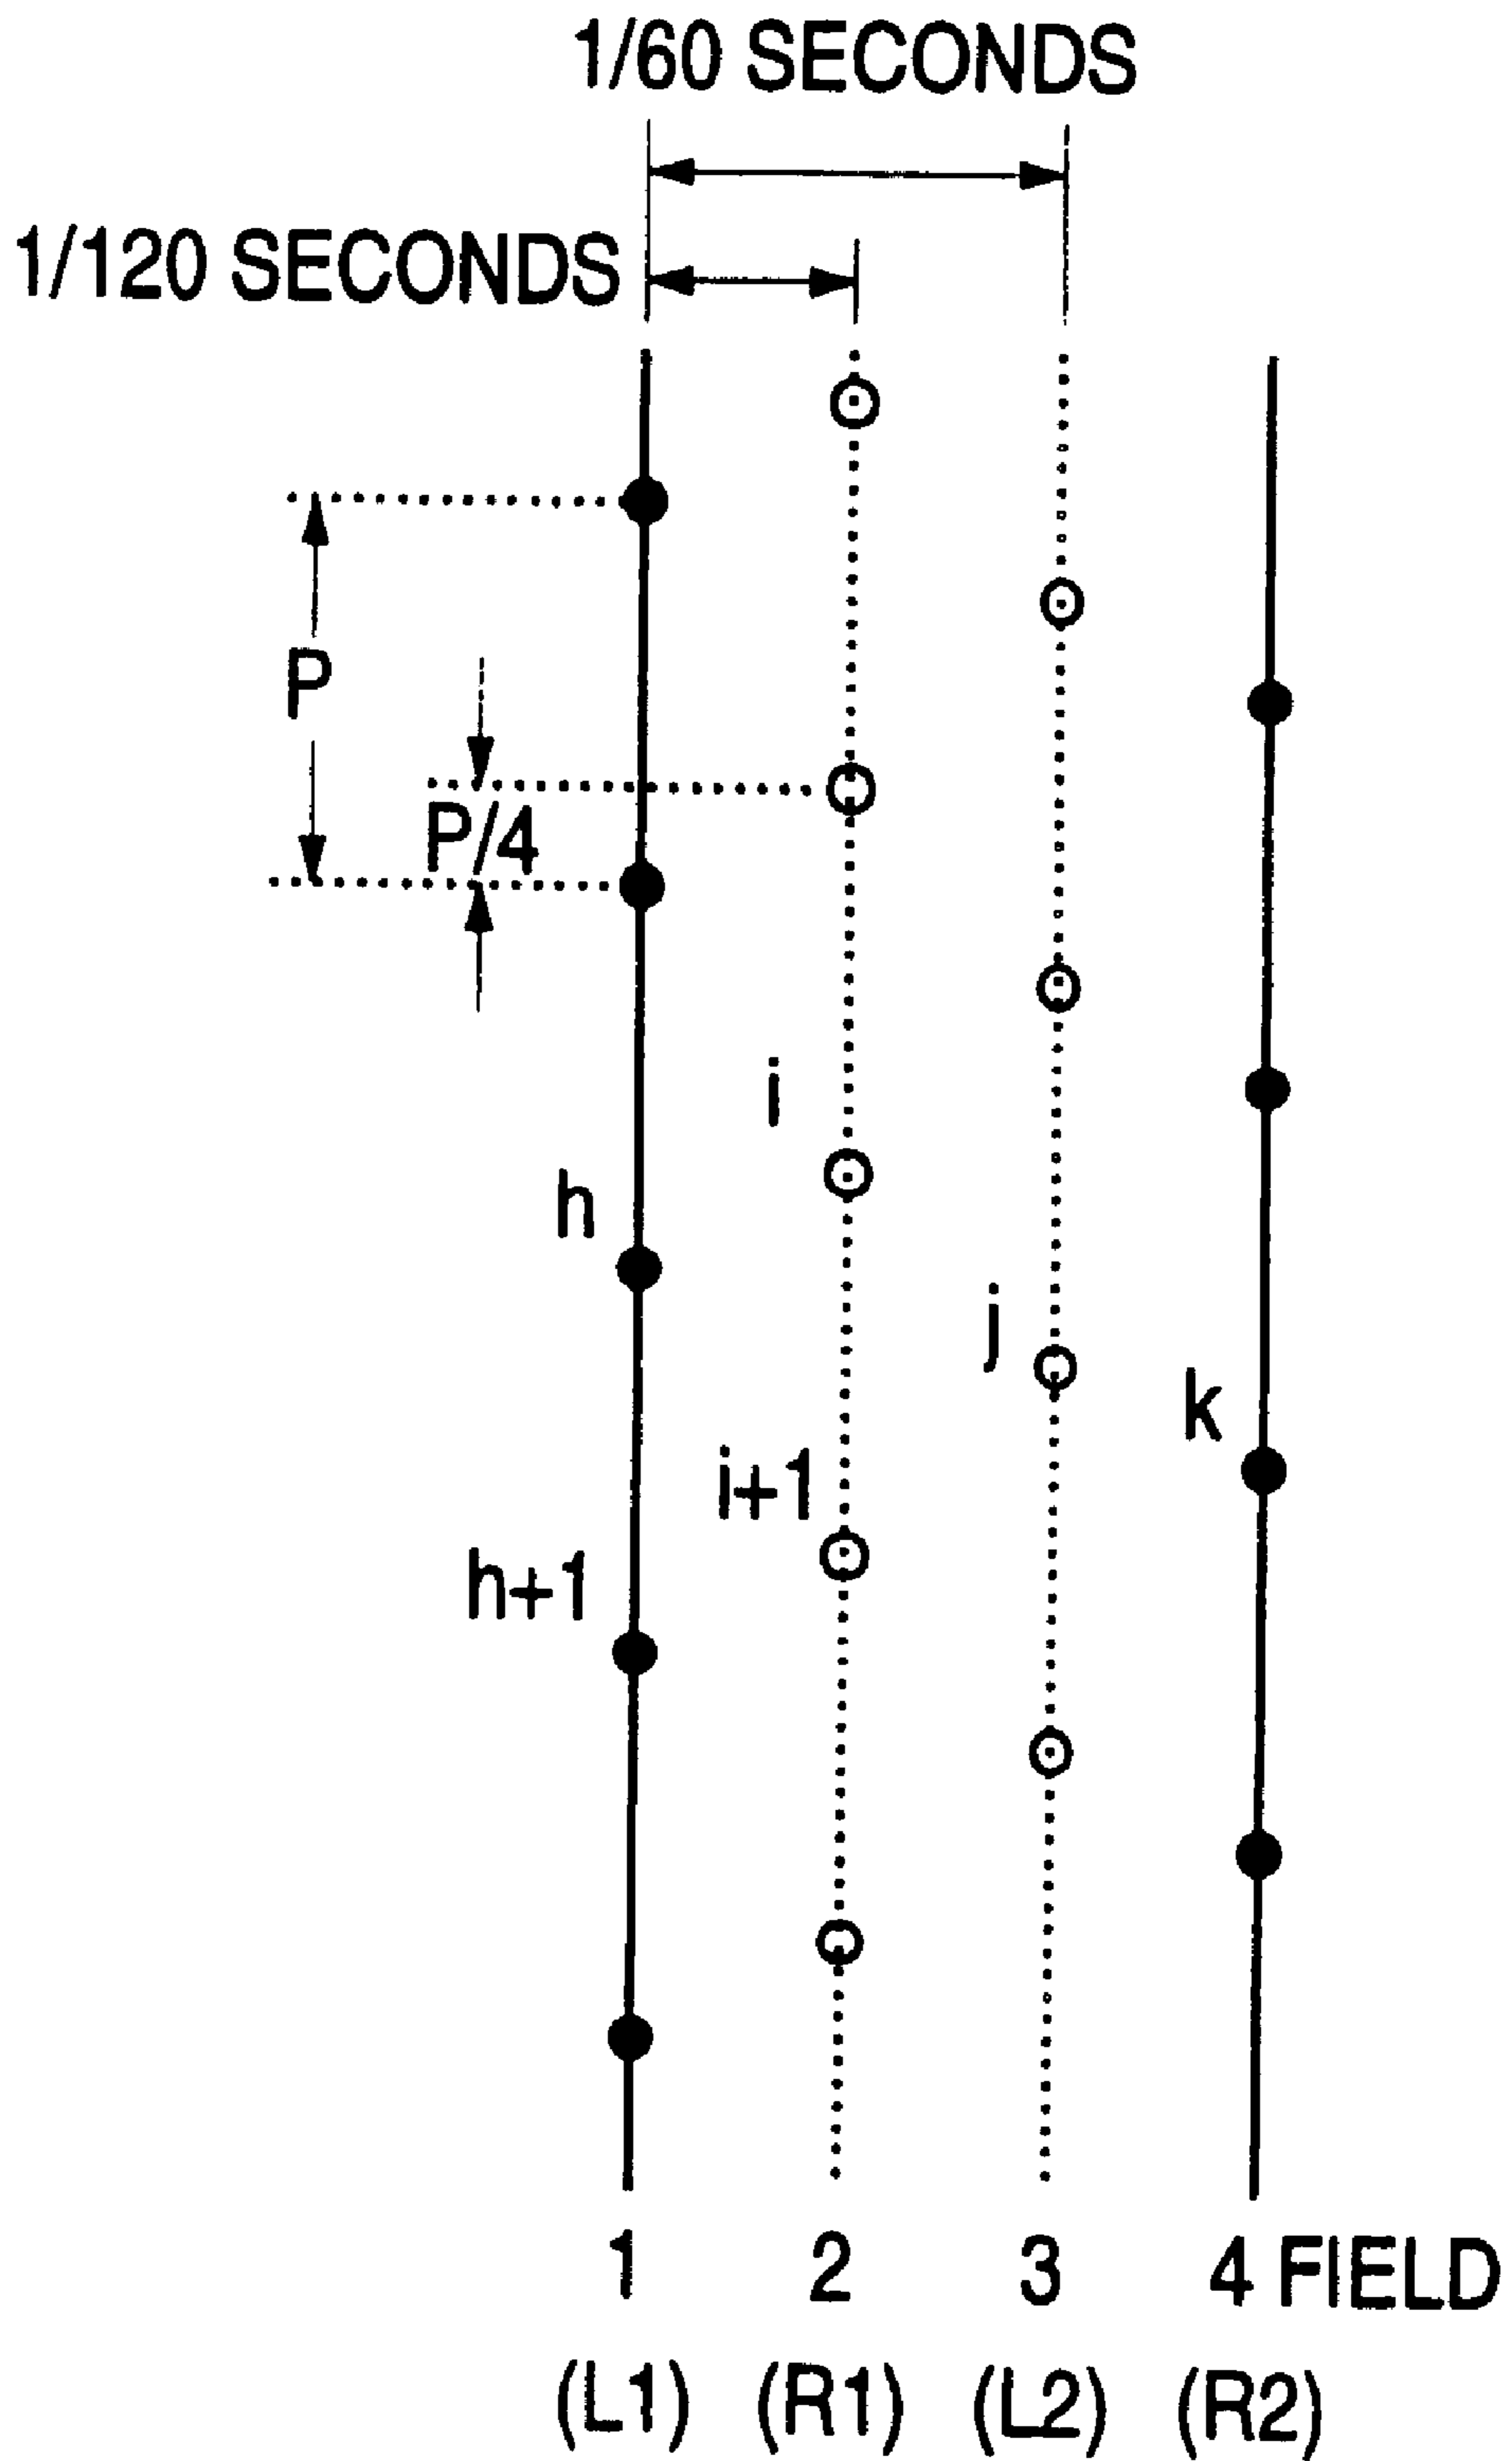 1/60 SECONDS
1/120 SECONDS
P
P/4
i
h
j
k
i+1
h+1
1 2 3 4 FIELD
(L1) (R1) (L2) (R2)